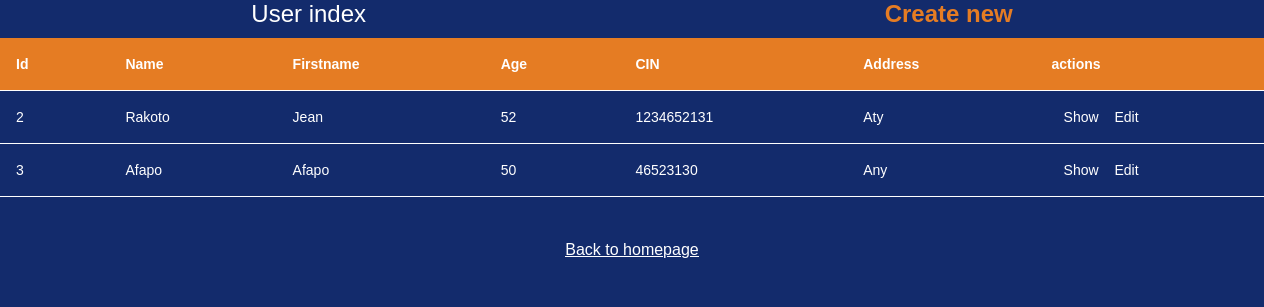 User index Create new
Id Name Firstname Age CIN Address actions
2 Rakoto Jean 52 1234652131 Aty Show Edit
3 Afapo Afapo 50 46523130 Any Show Edit
Back to homepage